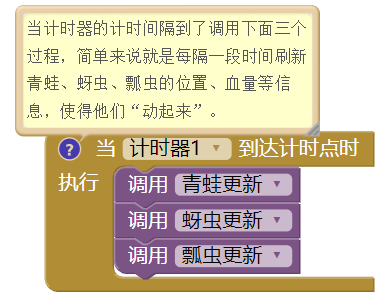 当计时器的计时间隔到了调用下面三个
过程，简单来说就是每隔一段时间刷新
青蛙、蚜虫、瓢虫的位置、血量等信
息，使得他们“动起来”。
? 当 计时器1 到达计时点时
执行 调用 青蛙更新
调用 蚜虫更新
调用 瓢虫更新